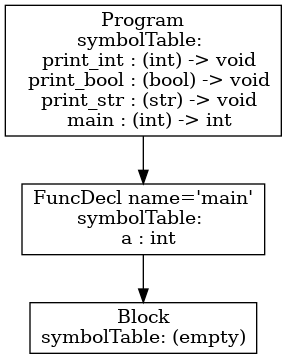 Program
symbolTable:
print_int : (int) -> void
print_bool : (bool) -> void
print_str : (str) -> void
main : (int) -> int
FuncDecl name='main'
symbolTable:
a : int
Block
symbolTable: (empty)